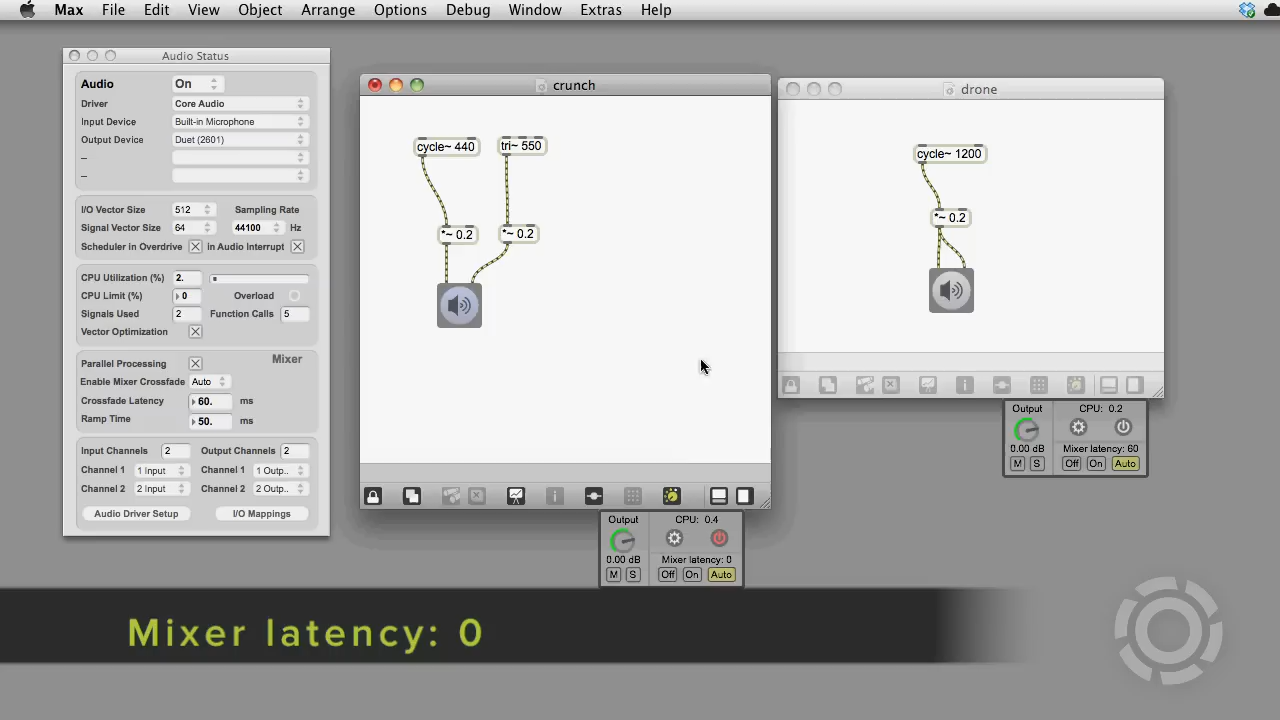 Max File Edit View Object Arrange Options Debug Window Extras Help
Audio Status
Audio On
Driver Core Audio
Input Device Built-in Microphone
Output Device Duet (2601)
–
–
I/O Vector Size 512 Sampling Rate
Signal Vector Size 64 44100 Hz
Scheduler in Overdrive in Audio Interrupt
CPU Utilization (%) 2.
CPU Limit (%) 0 Overload
Signals Used 2 Function Calls 5
Vector Optimization
Parallel Processing Mixer
Enable Mixer Crossfade Auto
Crossfade Latency 60. ms
Ramp Time 50. ms
Input Channels 2 Output Channels 2
Channel 1 1 Input Channel 1 1 Outp..
Channel 2 2 Input Channel 2 2 Outp..
Audio Driver Setup I/O Mappings
crunch
cycle~ 440 tri~ 550
*~ 0.2 *~ 0.2
Output CPU: 0.4
0.00 dB Mixer latency: 0
M S Off On Auto
drone
cycle~ 1200
*~ 0.2
Output CPU: 0.2
0.00 dB Mixer latency: 60
M S Off On Auto
Mixer latency: 0